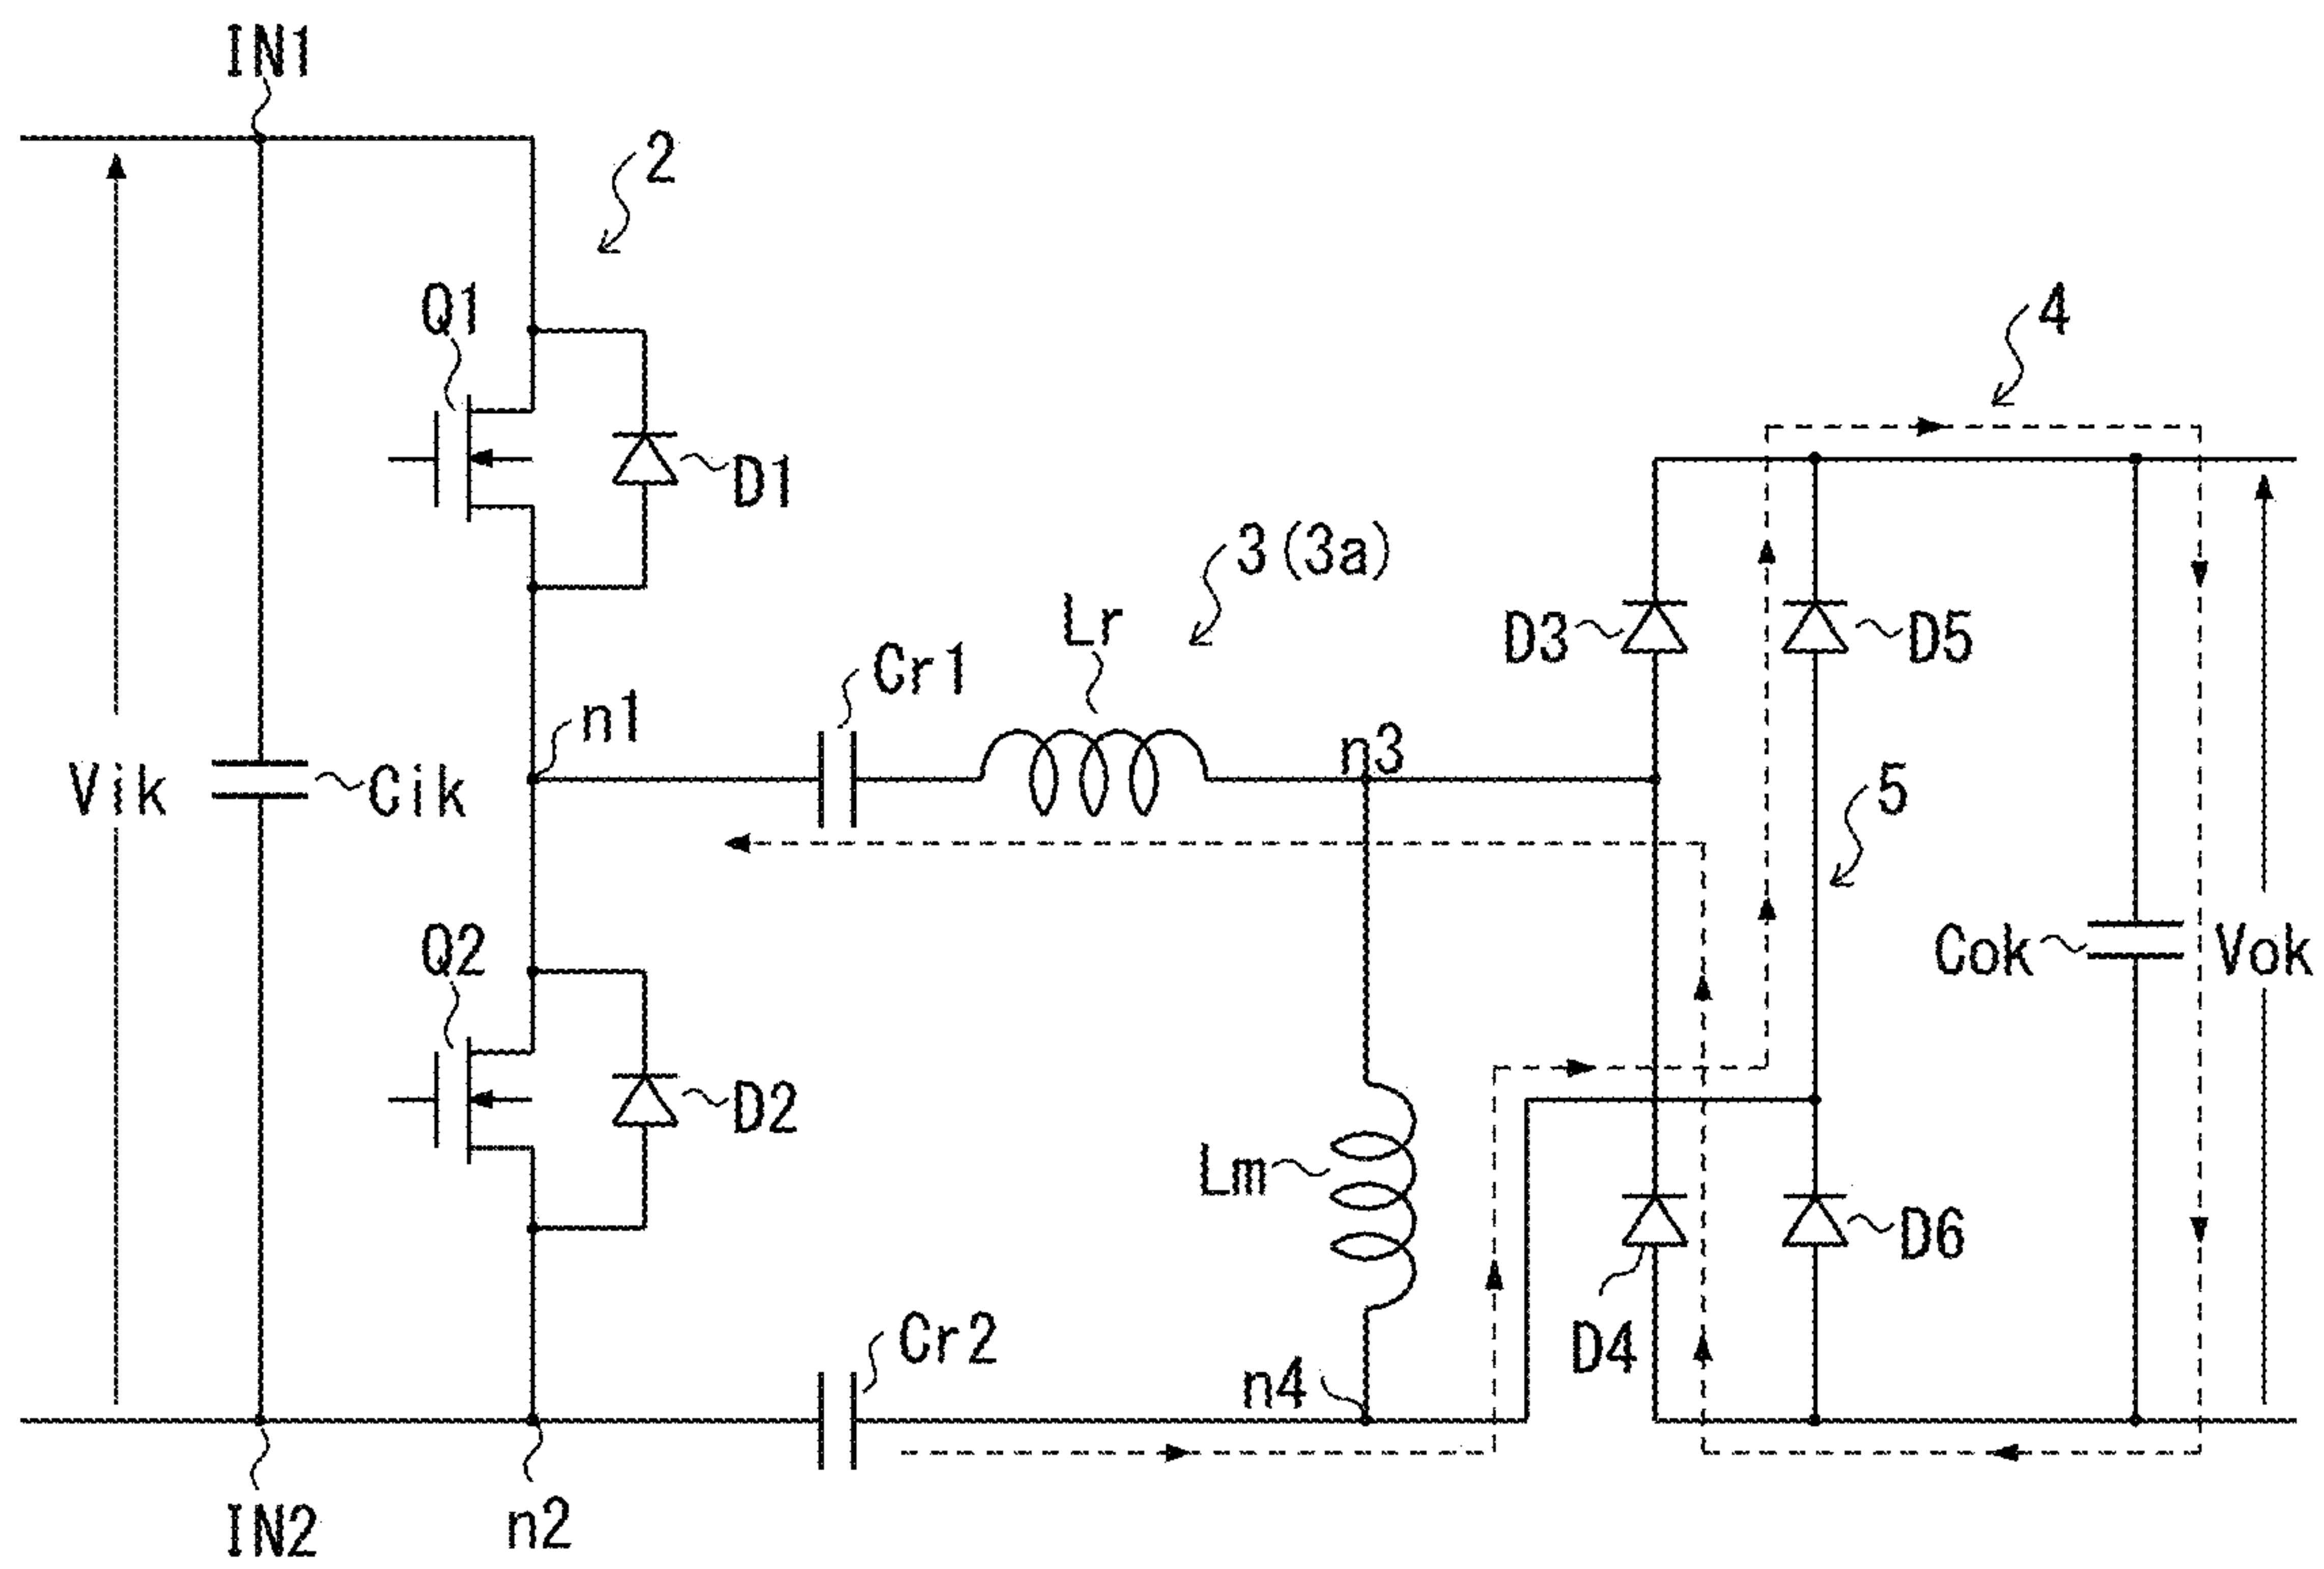 IN1
2
Q1
D1
4
3(3a)
Lr
Cr1
D3
D5
n1
n3
Vik
Cik
5
Q2
Cok
Vok
D2
Lm
D6
Cr2
D4
n4
IN2
n2